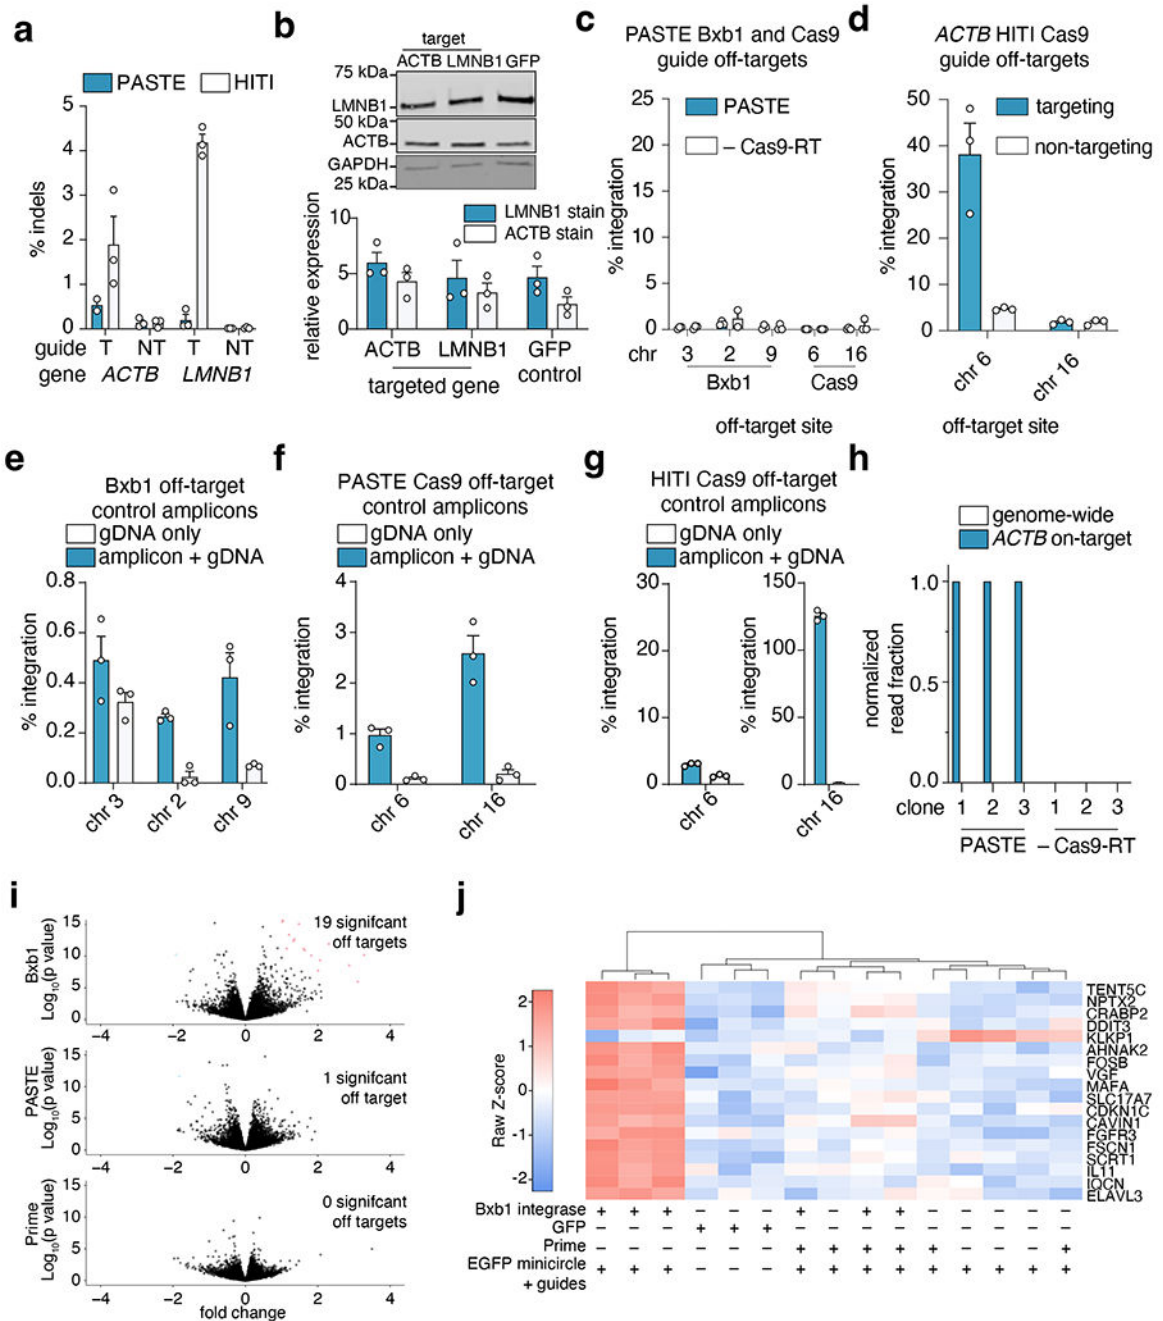 a
PASTE HITI
% indels
5
4
3
2
1
0
guide T NT T NT
gene ACTB LMNB1
b
target
ACTB LMNB1 GFP
75 kDa
LMNB1
50 kDa
ACTB
GAPDH
25 kDa
relative expression
LMNB1 stain
ACTB stain
10
5
0
ACTB LMNB1 GFP
targeted gene control
c
PASTE Bxb1 and Cas9
guide off-targets
% integration
PASTE
– Cas9-RT
25
20
15
10
5
0
chr 3 2 9 6 16
Bxb1 Cas9
off-target site
d
ACTB HITI Cas9
guide off-targets
% integration
targeting
non-targeting
50
40
30
20
10
0
chr 6 chr 16
off-target site
e
Bxb1 off-target
control amplicons
gDNA only
amplicon + gDNA
% integration
0.8
0.6
0.4
0.2
0.0
chr 3 chr 2 chr 9
f
PASTE Cas9 off-target
control amplicons
gDNA only
amplicon + gDNA
% integration
4
3
2
1
0
chr 6 chr 16
g
HITI Cas9 off-target
control amplicons
gDNA only
amplicon + gDNA
% integration
30
20
10
0
chr 6
% integration
150
100
50
0
chr 16
h
genome-wide
ACTB on-target
normalized
read fraction
1.0
0.5
0.0
clone 1 2 3 1 2 3
PASTE – Cas9-RT
i
Bxb1
Log10(p value)
15
10
5
0
19 signifcant
off targets
−4 −2 0 2 4
PASTE
Log10(p value)
15
10
5
0
1 signifcant
off target
−4 −2 0 2 4
Prime
Log10(p value)
15
10
5
0
0 signifcant
off targets
−4 −2 0 2 4
fold change
j
Raw Z-score
2
1
0
-1
-2
TENT5C
NPTX2
CRABP2
DDIT3
KLKP1
AHNAK2
FOSB
VGF
MAFA
SLC17A7
CDKN1C
CAVIN1
FGFR3
FSCN1
SCRT1
IL11
IQCN
ELAVL3
Bxb1 integrase + + + – – – + – + + – – – – –
GFP – – – + + + – – – – – – – – –
Prime – – – – – – + + + + + – – – +
EGFP minicircle + + + – – – + + + + + + + + +
+ guides